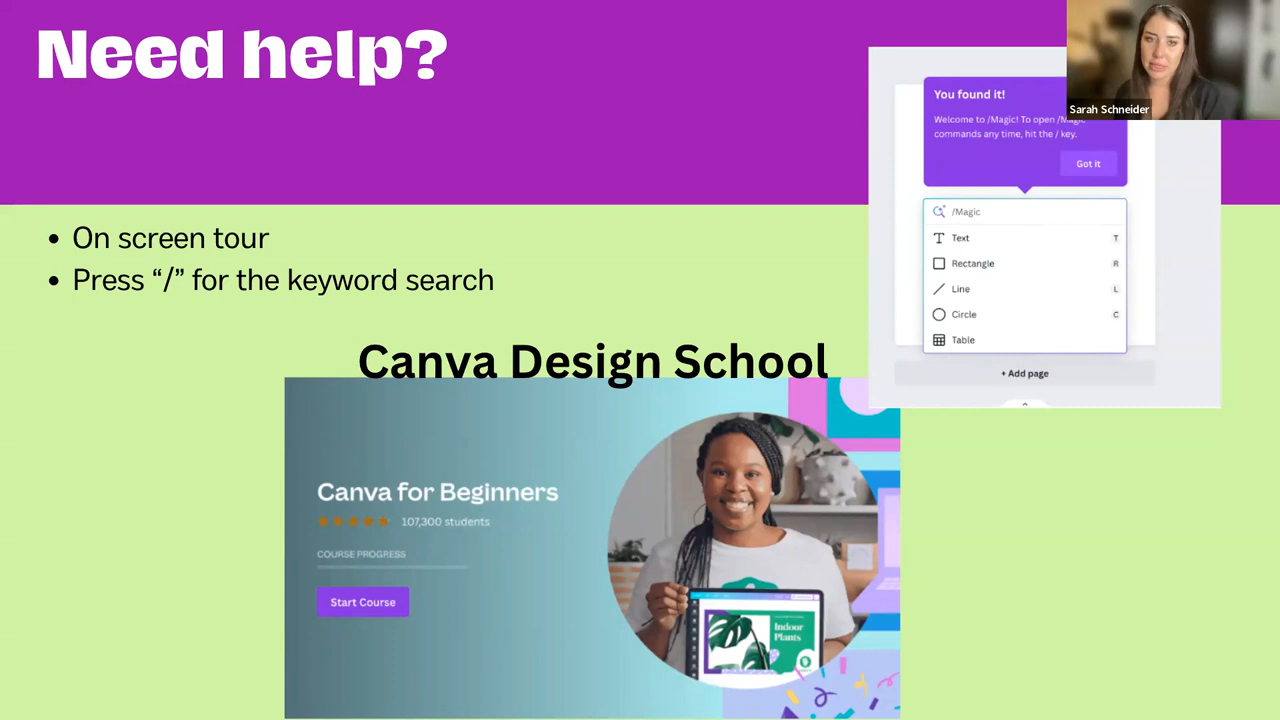 Need help?
Sarah Schneider
You found it!
Welcome to /Magic! To open /Magic
commands any time, hit the / key.
Got it
/Magic
Text T
Rectangle R
Line L
Circle C
Table
+ Add page
• On screen tour
• Press “/” for the keyword search
Canva Design School
Canva for Beginners
107,300 students
COURSE PROGRESS
Start Course
Indoor
Plants